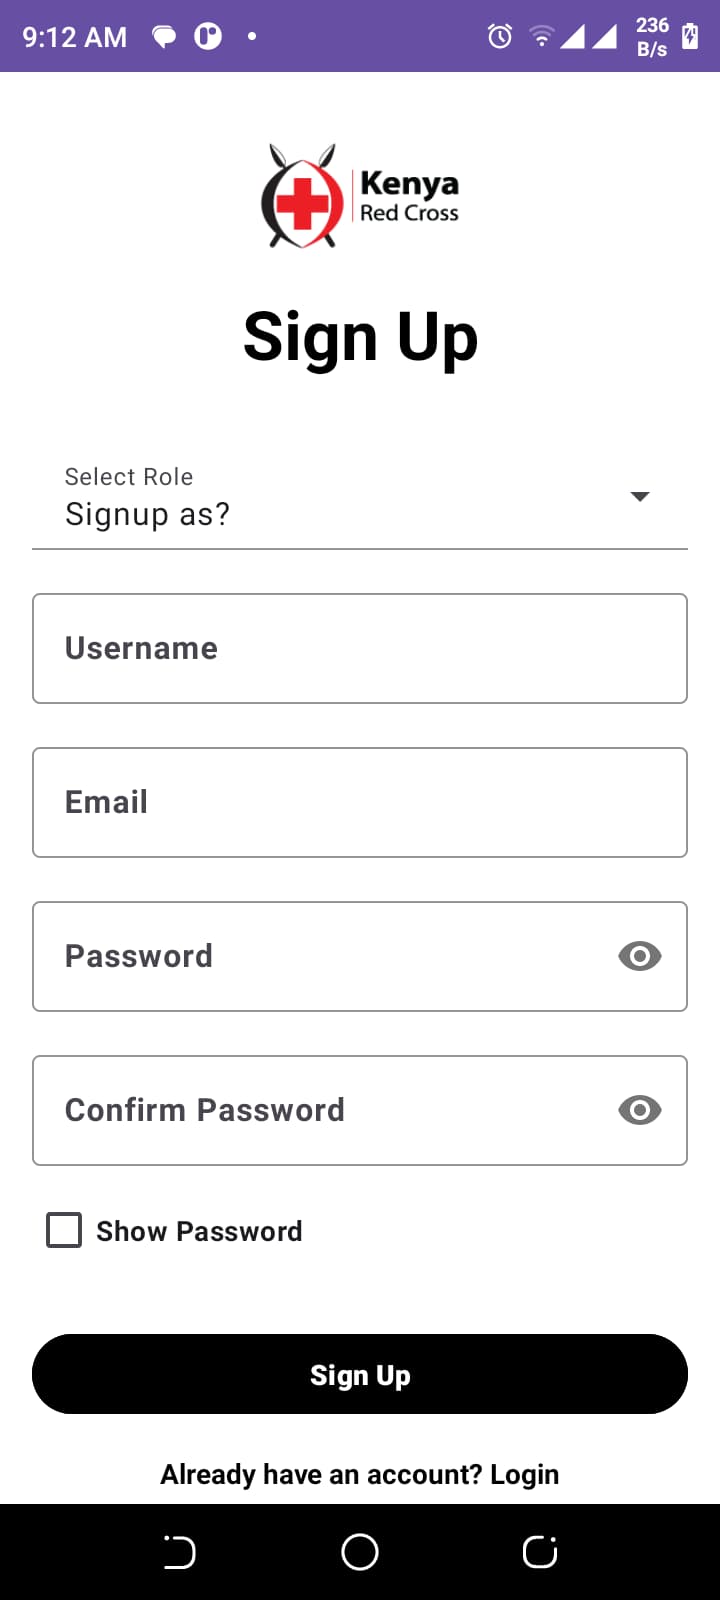 9:12 AM
236
B/s
Kenya
Red Cross
Sign Up
Select Role
Signup as?
Username
Email
Password
Confirm Password
Show Password
Sign Up
Already have an account? Login